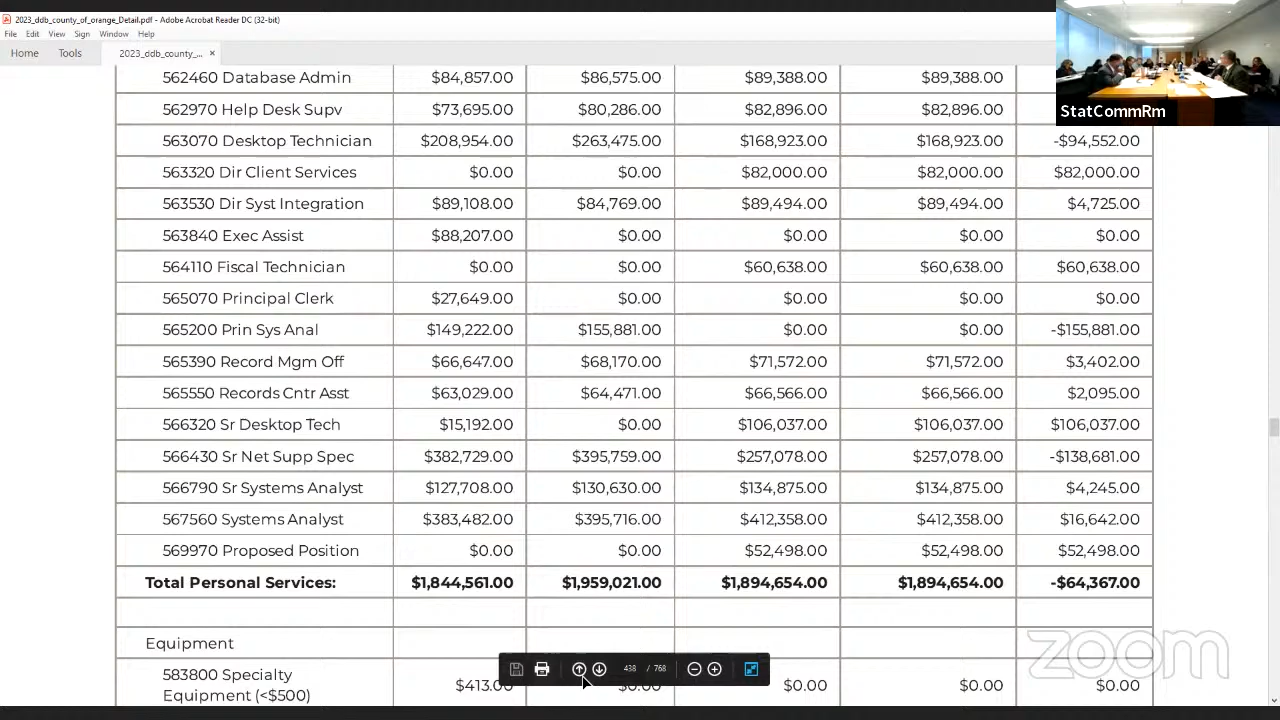 2023_ddb_county_of_orange_Detail.pdf - Adobe Acrobat Reader DC (32-bit)
File Edit View Sign Window Help
Home Tools 2023_ddb_county_... ×
StatCommRm
562460 Database Admin $84,857.00 $86,575.00 $89,388.00 $89,388.00
562970 Help Desk Supv $73,695.00 $80,286.00 $82,896.00 $82,896.00
563070 Desktop Technician $208,954.00 $263,475.00 $168,923.00 $168,923.00 -$94,552.00
563320 Dir Client Services $0.00 $0.00 $82,000.00 $82,000.00 $82,000.00
563530 Dir Syst Integration $89,108.00 $84,769.00 $89,494.00 $89,494.00 $4,725.00
563840 Exec Assist $88,207.00 $0.00 $0.00 $0.00 $0.00
564110 Fiscal Technician $0.00 $0.00 $60,638.00 $60,638.00 $60,638.00
565070 Principal Clerk $27,649.00 $0.00 $0.00 $0.00 $0.00
565200 Prin Sys Anal $149,222.00 $155,881.00 $0.00 $0.00 -$155,881.00
565390 Record Mgm Off $66,647.00 $68,170.00 $71,572.00 $71,572.00 $3,402.00
565550 Records Cntr Asst $63,029.00 $64,471.00 $66,566.00 $66,566.00 $2,095.00
566320 Sr Desktop Tech $15,192.00 $0.00 $106,037.00 $106,037.00 $106,037.00
566430 Sr Net Supp Spec $382,729.00 $395,759.00 $257,078.00 $257,078.00 -$138,681.00
566790 Sr Systems Analyst $127,708.00 $130,630.00 $134,875.00 $134,875.00 $4,245.00
567560 Systems Analyst $383,482.00 $395,716.00 $412,358.00 $412,358.00 $16,642.00
569970 Proposed Position $0.00 $0.00 $52,498.00 $52,498.00 $52,498.00
Total Personal Services: $1,844,561.00 $1,959,021.00 $1,894,654.00 $1,894,654.00 -$64,367.00
Equipment
583800 Specialty
Equipment (<$500) $413.00 $0.00 $0.00 $0.00 $0.00
438 / 768
zoom